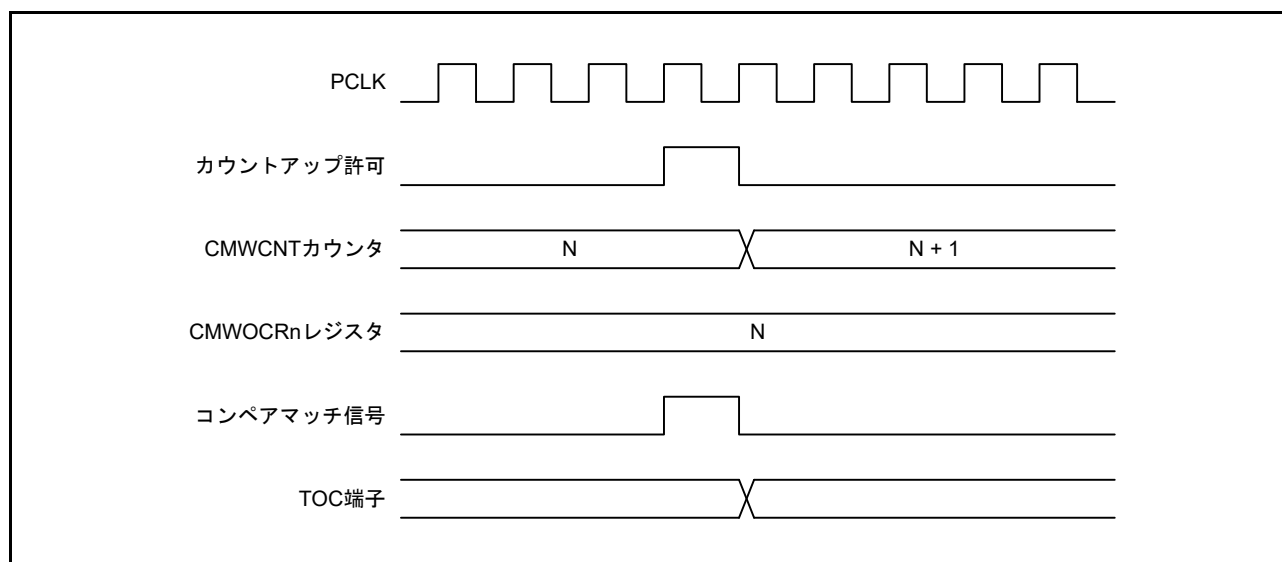 PCLK
カウントアップ許可
CMWCNTカウンタ
N
N + 1
CMWOCRnレジスタ
N
コンペアマッチ信号
TOC端子